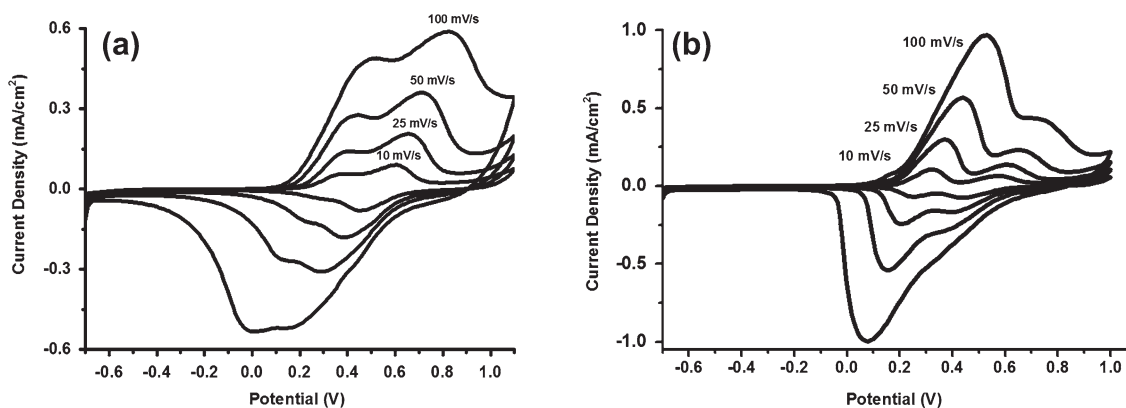 (a)
100 mV/s
50 mV/s
25 mV/s
10 mV/s
0.6
0.3
0.0
-0.3
-0.6
-0.6 -0.4 -0.2 0.0 0.2 0.4 0.6 0.8 1.0
Current Density (mA/cm²)
Potential (V)
(b)
100 mV/s
50 mV/s
25 mV/s
10 mV/s
1.0
0.5
0.0
-0.5
-1.0
-0.6 -0.4 -0.2 0.0 0.2 0.4 0.6 0.8 1.0
Current Density (mA/cm²)
Potential (V)